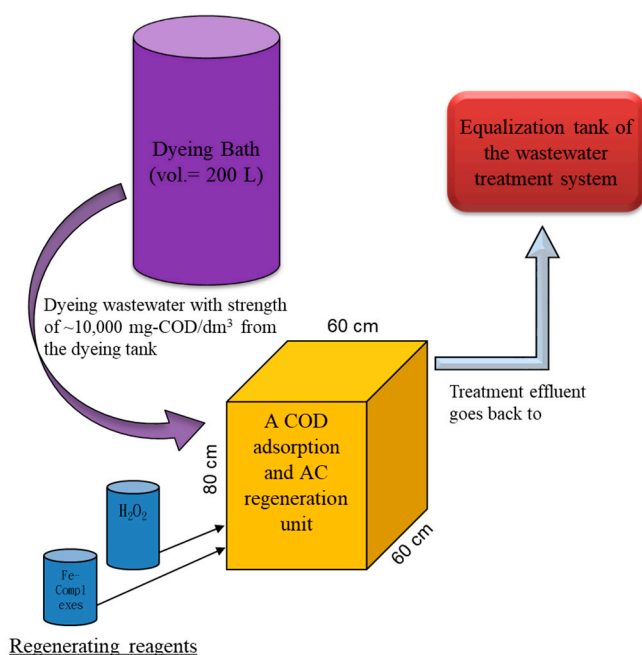 Dyeing Bath
(vol.= 200 L)
Equalization tank of
the wastewater
treatment system
Dyeing wastewater with strength
of ~10,000 mg-COD/dm³ from
the dyeing tank
60 cm
Treatment effluent
goes back to
A COD
adsorption
and AC
regeneration
unit
80 cm
60 cm
H₂O₂
Fe-
Compl
exes
Regenerating reagents